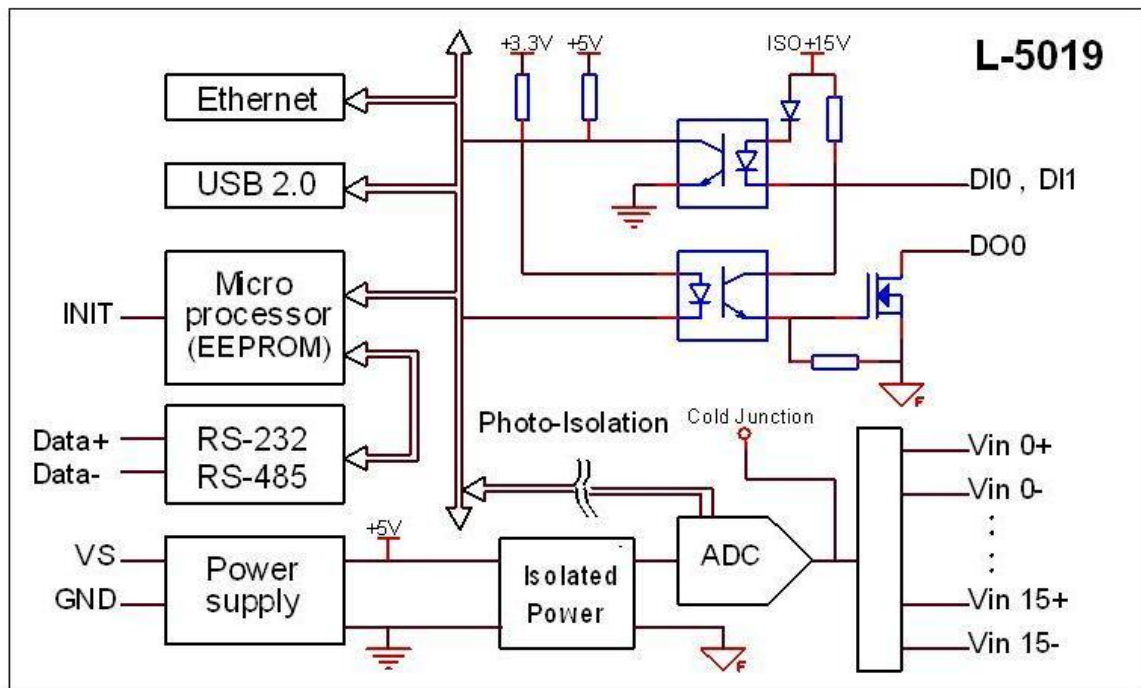 L-5019
+3.3V
+5V
ISO+15V
Ethernet
USB 2.0
DI0 , DI1
DO0
INIT
Micro
processor
(EEPROM)
F
Data+
Data-
RS-232
RS-485
Photo-Isolation
Cold Junction
Vin 0+
Vin 0-
Vin 15+
Vin 15-
VS
GND
Power
supply
+5V
Isolated
Power
ADC
F